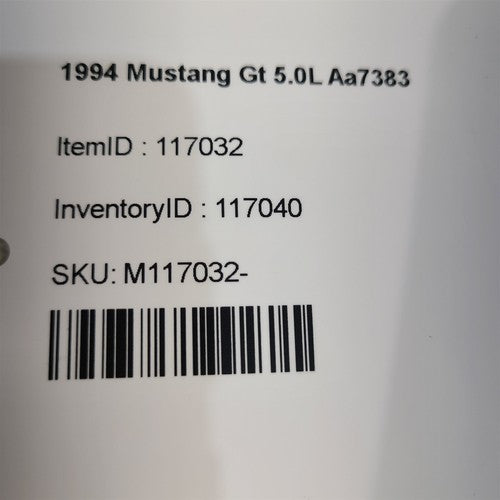 1994 Mustang Gt 5.0L Aa7383
ItemID : 117032
InventoryID : 117040
SKU: M117032-